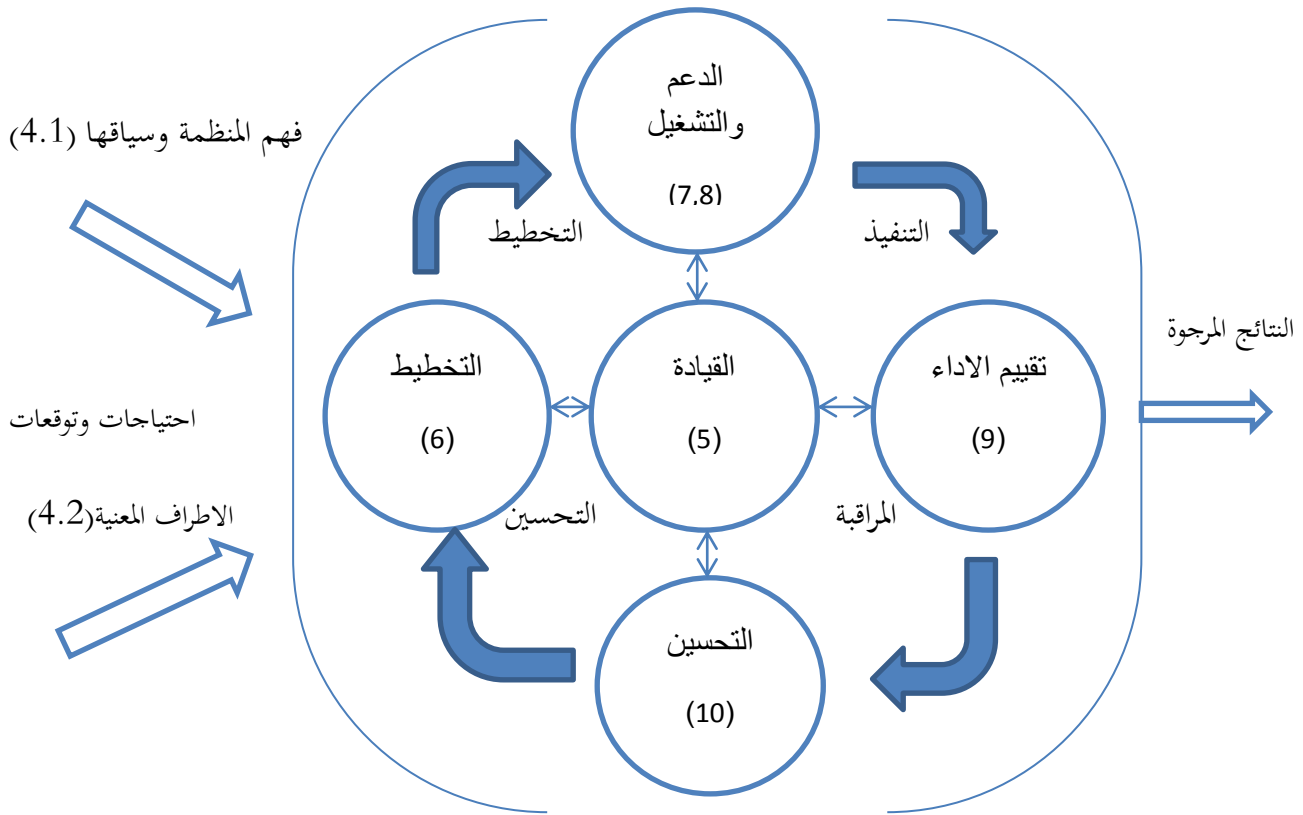 الدعم
والتشغيل
(7,8)
فهم المنظمة وسياقها (4.1)
التخطيط
التنفيذ
النتائج المرجوة
تقييم الاداء
(9)
القيادة
(5)
التخطيط
(6)
احتياجات وتوقعات
الاطراف المعنية(4.2)
المراقبة
التحسين
التحسين
(10)